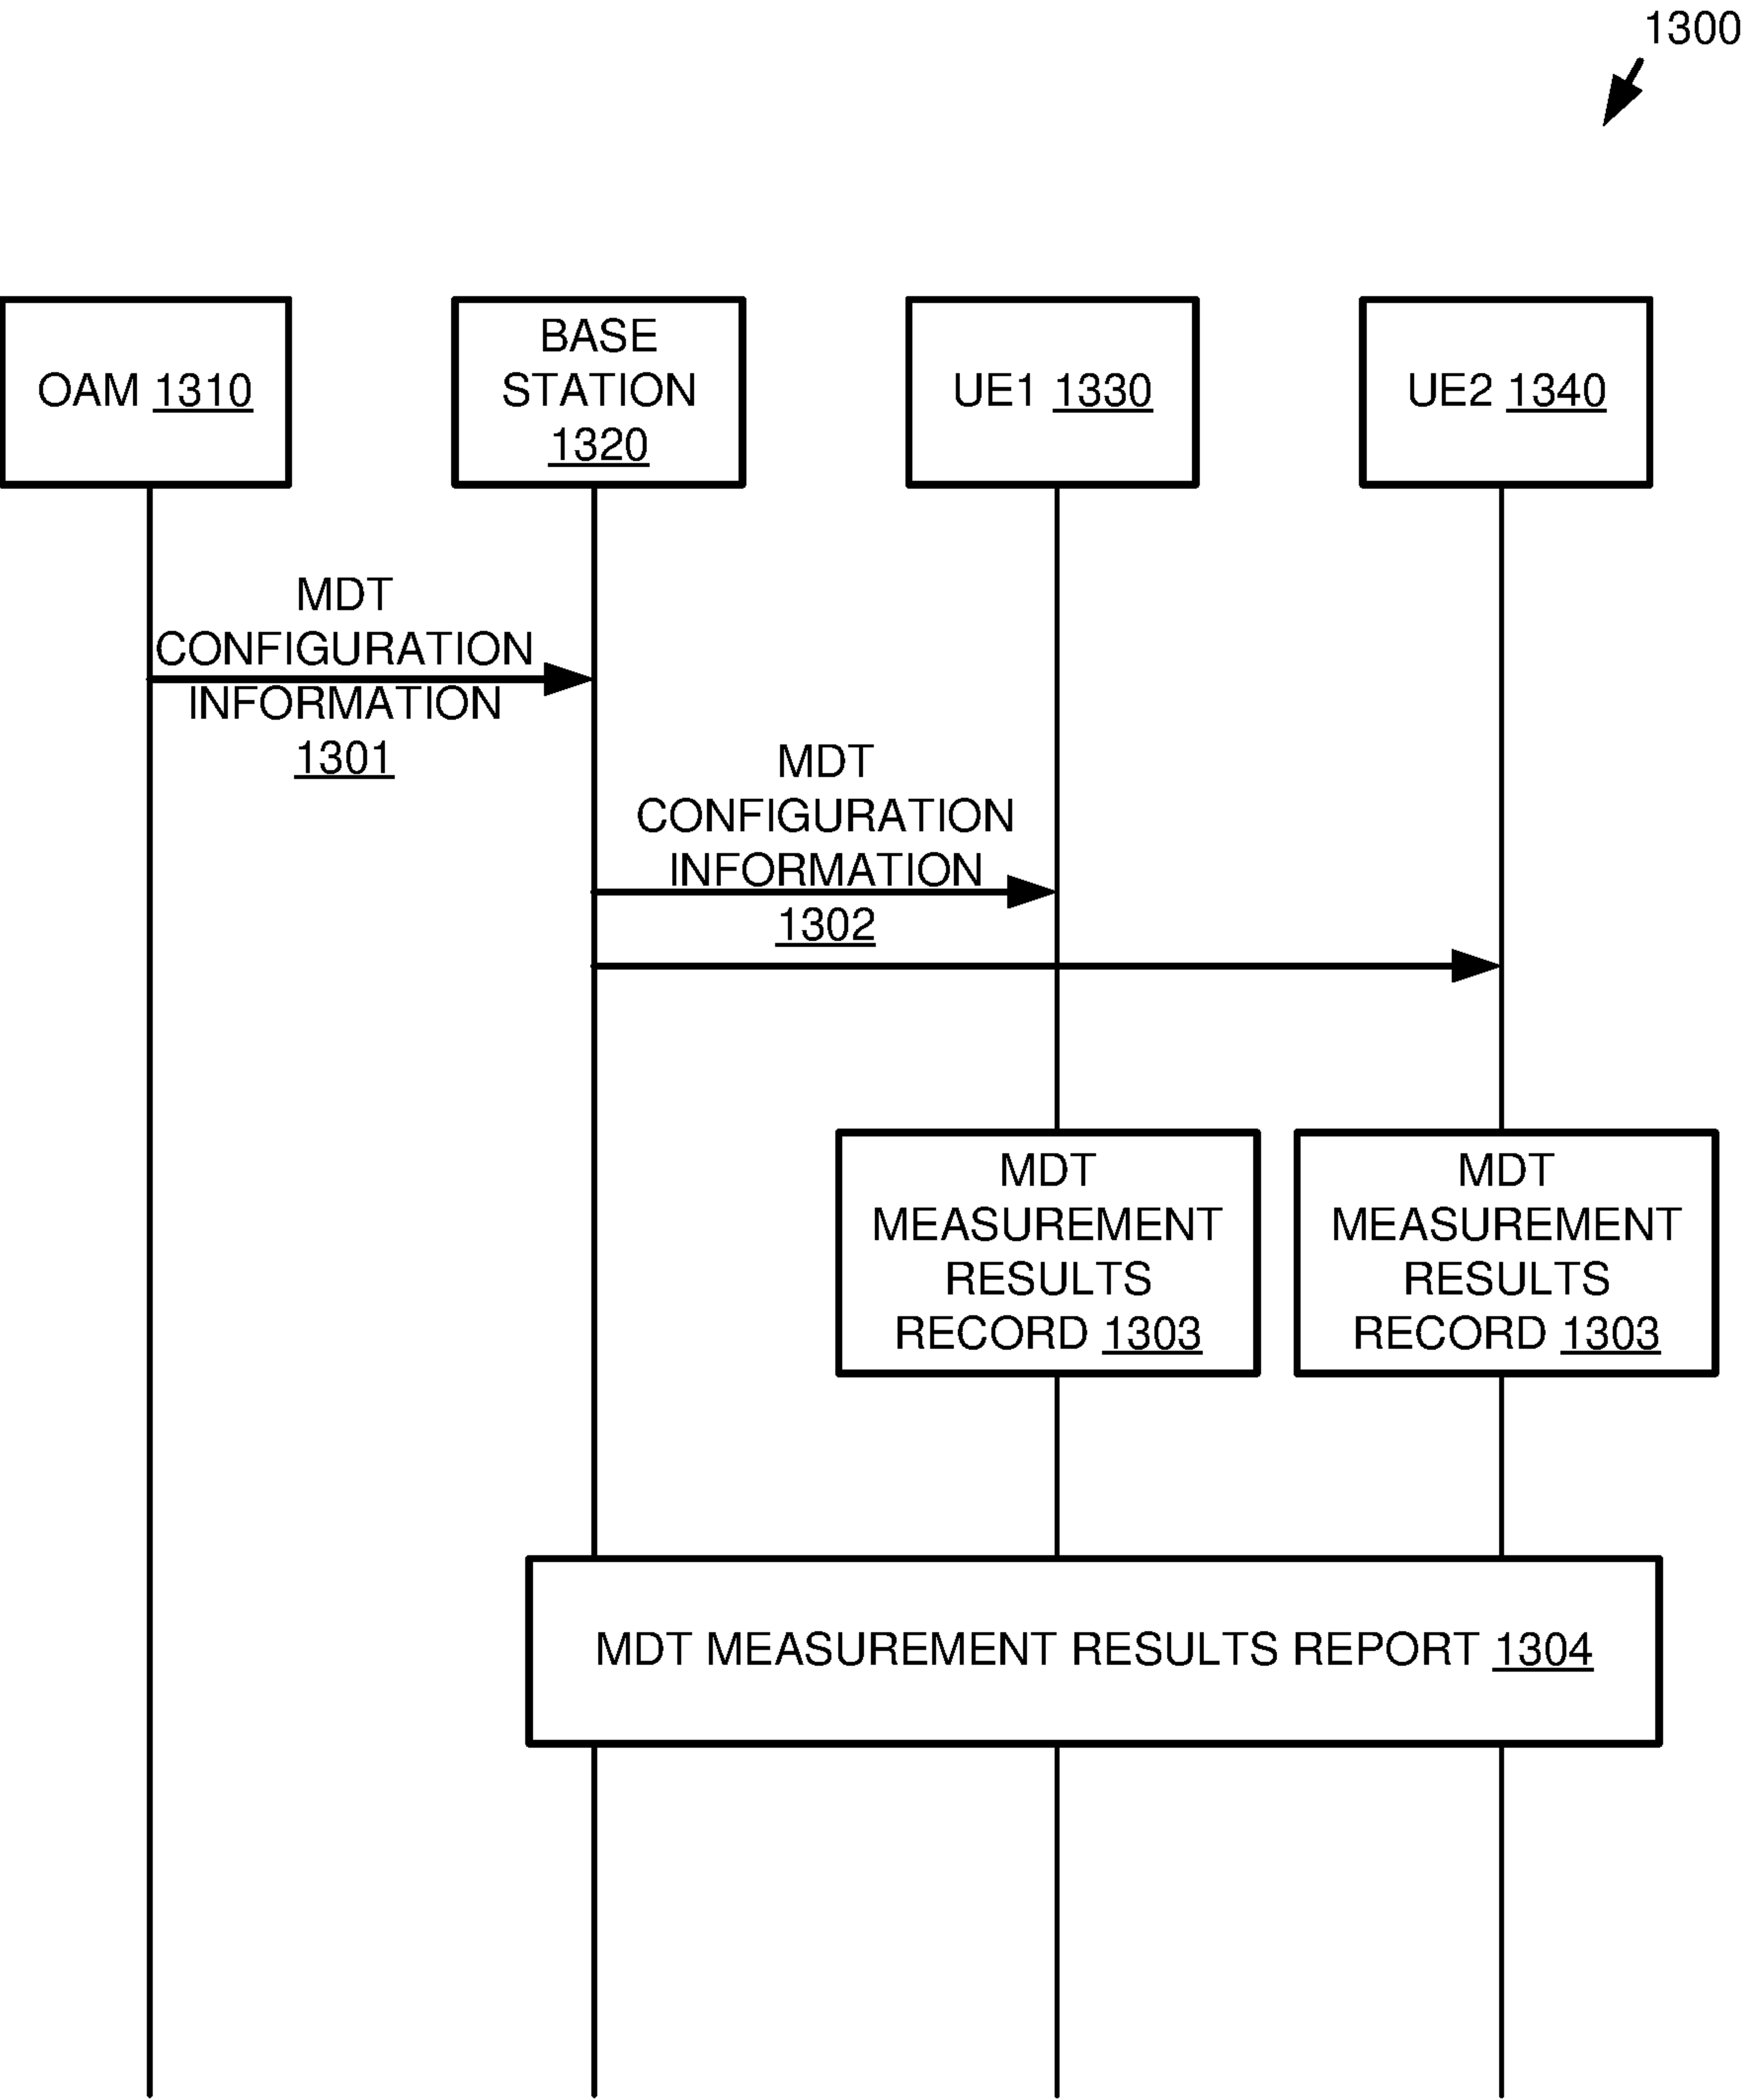 1300
OAM 1310
BASE
STATION
1320
UE1 1330
UE2 1340
MDT
CONFIGURATION
INFORMATION
1301
MDT
CONFIGURATION
INFORMATION
1302
MDT
MEASUREMENT
RESULTS
RECORD 1303
MDT
MEASUREMENT
RESULTS
RECORD 1303
MDT MEASUREMENT RESULTS REPORT 1304